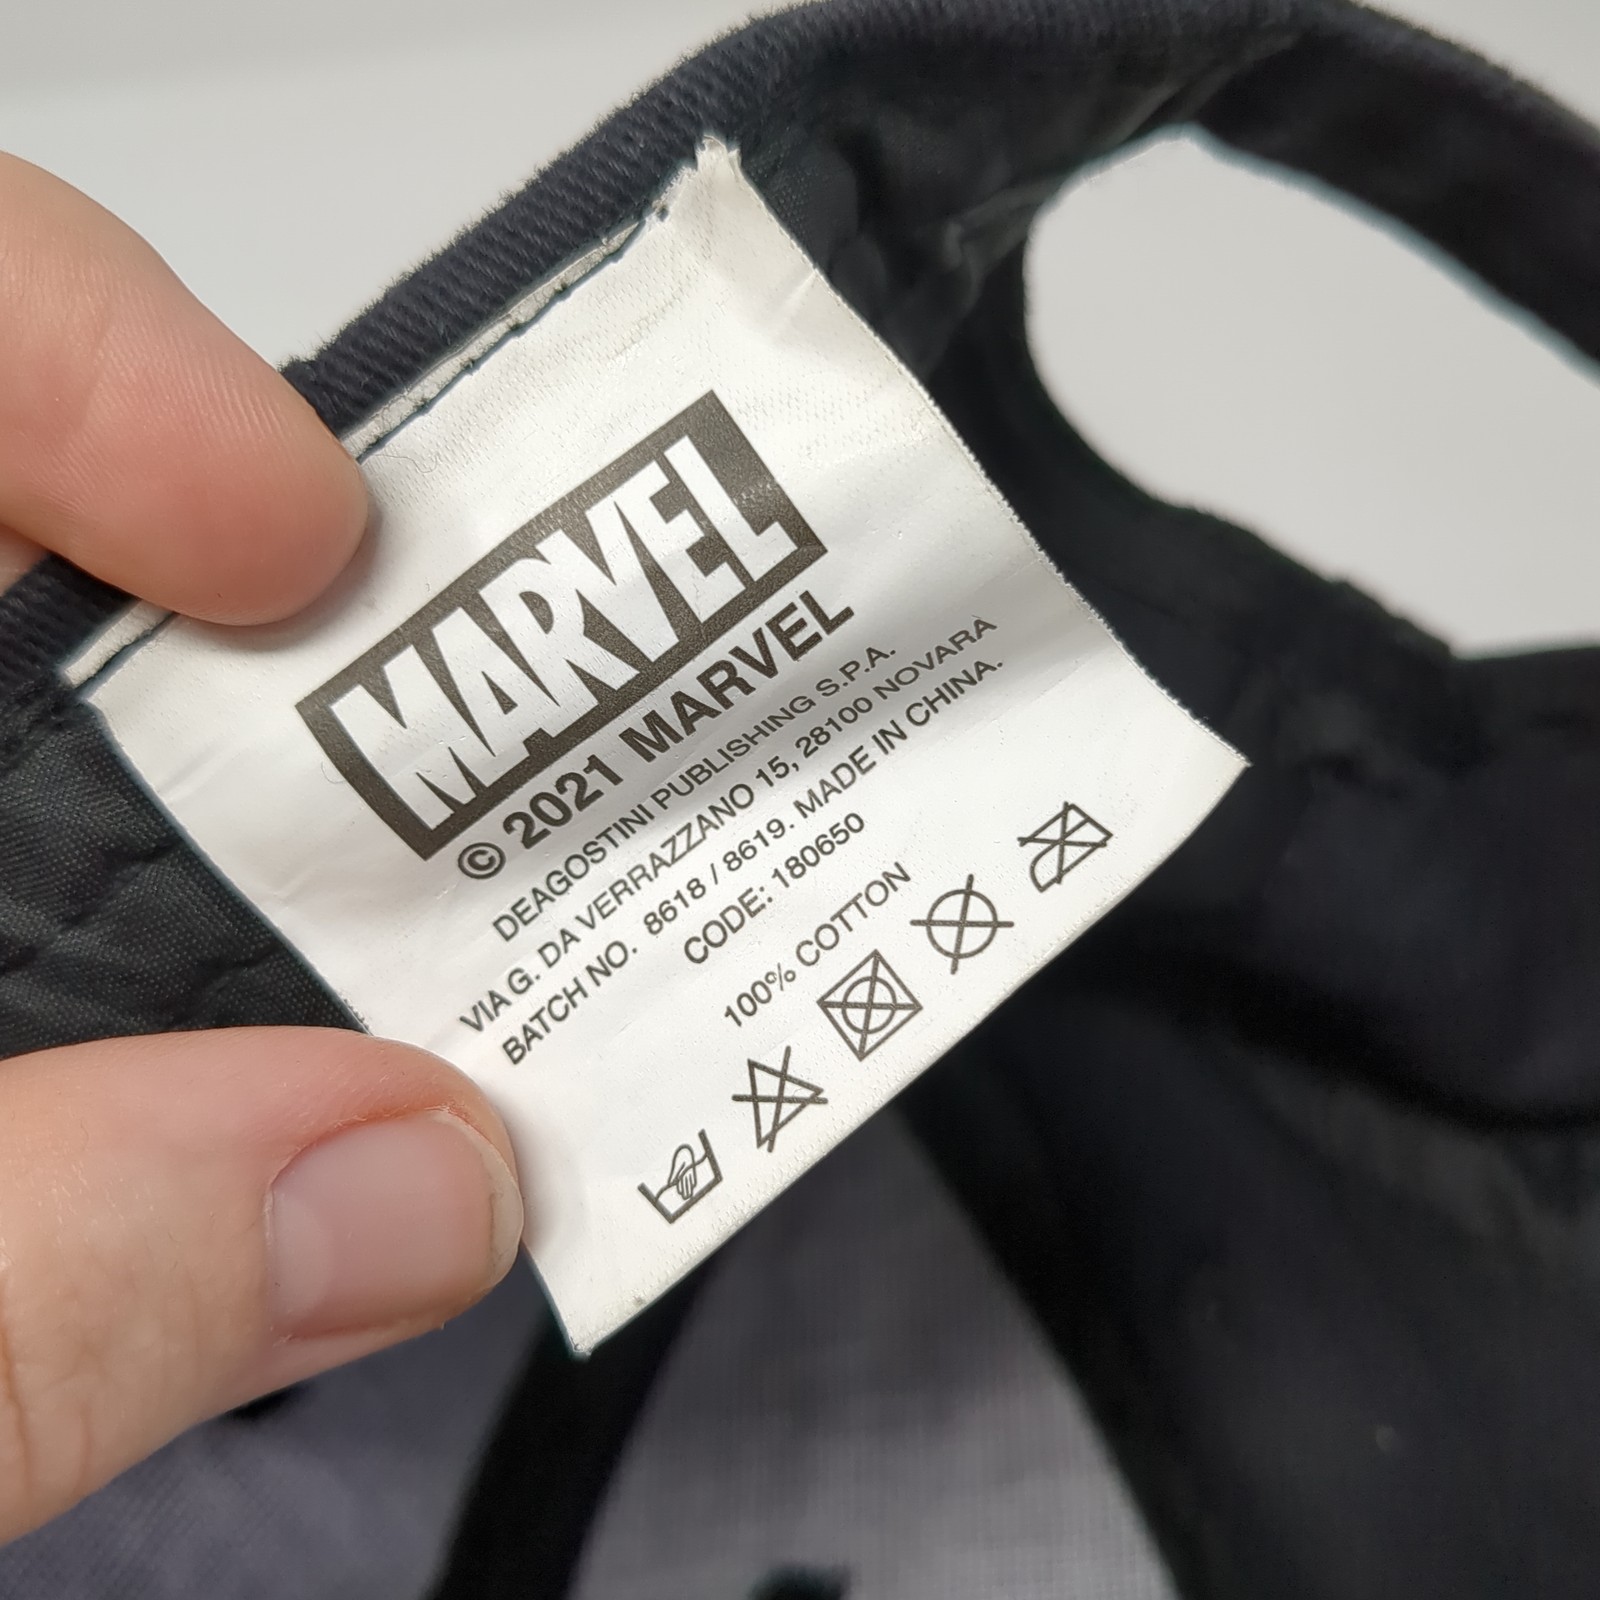 MARVEL
© 2021 MARVEL
DEAGOSTINI PUBLISHING S.P.A.
VIA G. DA VERRAZZANO 15, 28100 NOVARA
BATCH NO. 8618 / 8619. MADE IN CHINA.
CODE: 180650
100% COTTON